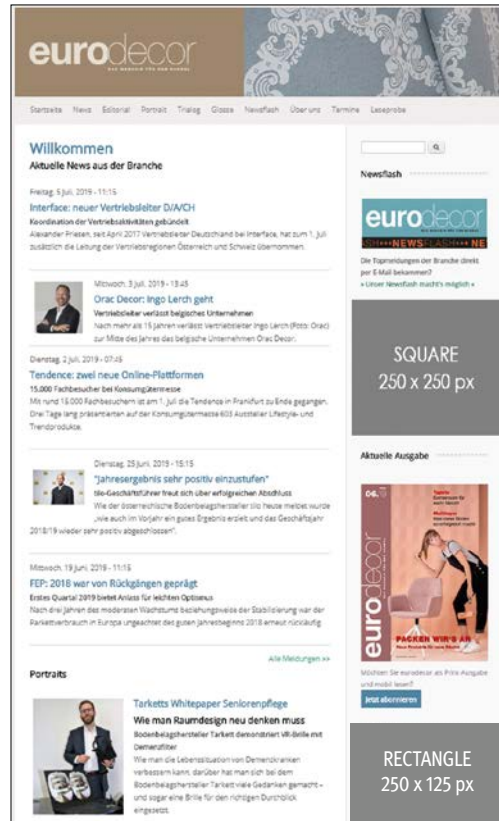 eurodecor
DAS MAGAZIN FÜR DEN HANDEL
Startseite News Editorial Portrait Trialog Glosse Newsflash Über uns Termine Leseprobe
Willkommen
Aktuelle News aus der Branche
Freitag, 5 Juli, 2019 - 11:15
Interface: neuer Vertriebsleiter D/A/CH
Koordination der Vertriebsaktivitäten gebündelt
Alexander Friesen, seit April 2017 Vertriebsleiter Deutschland bei Interface, hat zum 1. Juli
zusätzlich die Leitung der Vertriebsregionen Österreich und Schweiz übernommen.
Mittwoch, 3 Juli, 2019 - 13:45
Orac Decor: Ingo Lerch geht
Vertriebsleiter verlässt belgisches Unternehmen
Nach mehr als 15 Jahren verlässt Vertriebsleiter Ingo Lerch (Foto: Orac)
zur Mitte des Jahres das belgische Unternehmen Orac Decor.
Dienstag, 2 Juli, 2019 - 07:45
Tendence: zwei neue Online-Plattformen
15.000 Fachbesucher bei Konsumgütermesse
Mit rund 15.000 Fachbesuchern ist am 1. Juli die Tendence in Frankfurt zu Ende gegangen.
Drei Tage lang präsentierten auf der Konsumgütermesse 603 Aussteller Lifestyle- und
Trendprodukte.
Dienstag, 25 Juni, 2019 - 15:15
"Jahresergebnis sehr positiv einzustufen"
tilo-Geschäftsführer freut sich über erfolgreichen Abschluss
Wie der österreichische Bodenbelagshersteller tilo heute meldet wurde
„wie auch im Vorjahr ein gutes Ergebnis erzielt und das Geschäftsjahr
2018/19 wieder sehr positiv abgeschlossen".
Mittwoch, 19 Juni, 2019 - 11:15
FEP: 2018 war von Rückgängen geprägt
Erstes Quartal 2019 bietet Anlass für leichten Optismus
Nach drei Jahren des moderaten Wachstums beziehungsweise der Stabilisierung war der
Parkettverbrauch in Europa ungeachtet des guten Jahresbeginns 2018 erneut rückläufig.
Alle Meldungen >>
Portraits
Tarketts Whitepaper Seniorenpflege
Wie man Raumdesign neu denken muss
Bodenbelagshersteller Tarkett demonstriert VR-Brille mit
Demenzfilter
Wie man die Lebenssituation von Demenzkranken
verbessern kann, darüber hat man sich bei dem
Bodenbelagshersteller Tarkett viele Gedanken gemacht –
und sogar eine Brille für den richtigen Durchblick
eingesetzt.
Newsflash
eurodecor
SH•••NEWSFLASH•••NE
Die Topmeldungen der Branche direkt
per E-Mail bekommen?
» Unser Newsflash macht's möglich «
SQUARE
250 x 250 px
Aktuelle Ausgabe
06.
eurodecor
PACKEN WIR'S AN
Möchten Sie eurodecor als Print-Ausgabe
und mobil lesen?
Jetzt abonnieren
RECTANGLE
250 x 125 px